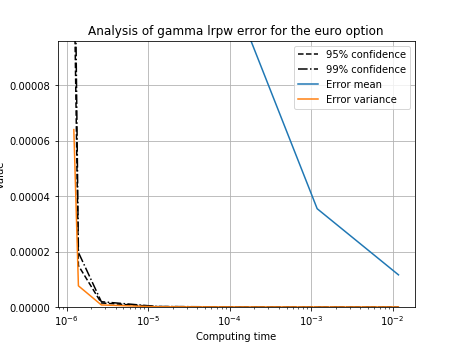 Analysis of gamma lrpw error for the euro option
95% confidence
99% confidence
Error mean
Error variance
0.00008
0.00006
0.00004
0.00002
0.00000
10⁻⁶ 10⁻⁵ 10⁻⁴ 10⁻³ 10⁻²
Computing time